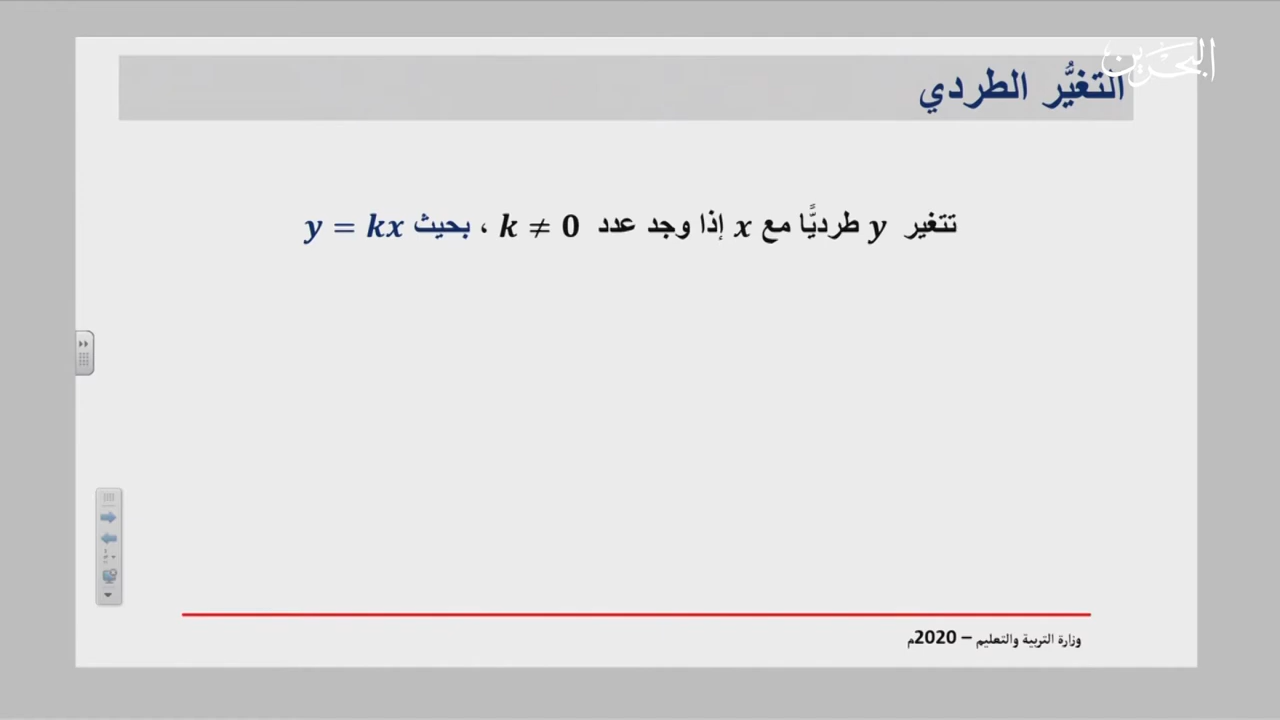 البحرين
التغيُّر الطردي
تتغير y طرديًّا مع x إذا وجد عدد k ≠ 0 ، بحيث y = kx
وزارة التربية والتعليم – 2020م